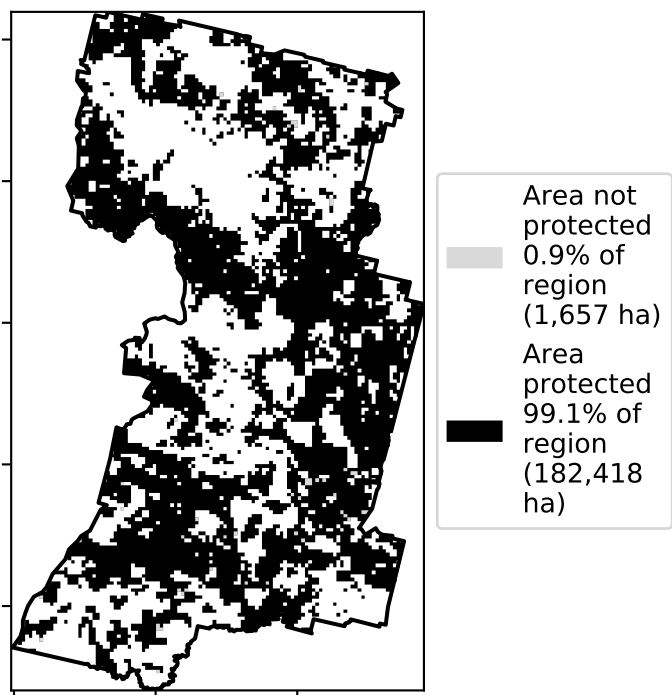 Area not
protected
0.9% of
region
(1,657 ha)
Area
protected
99.1% of
region
(182,418
ha)